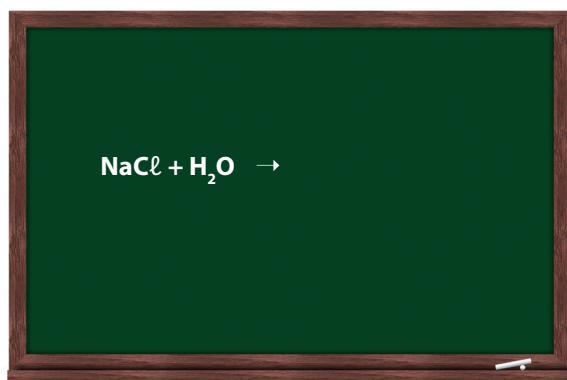 NaCℓ + H₂O →